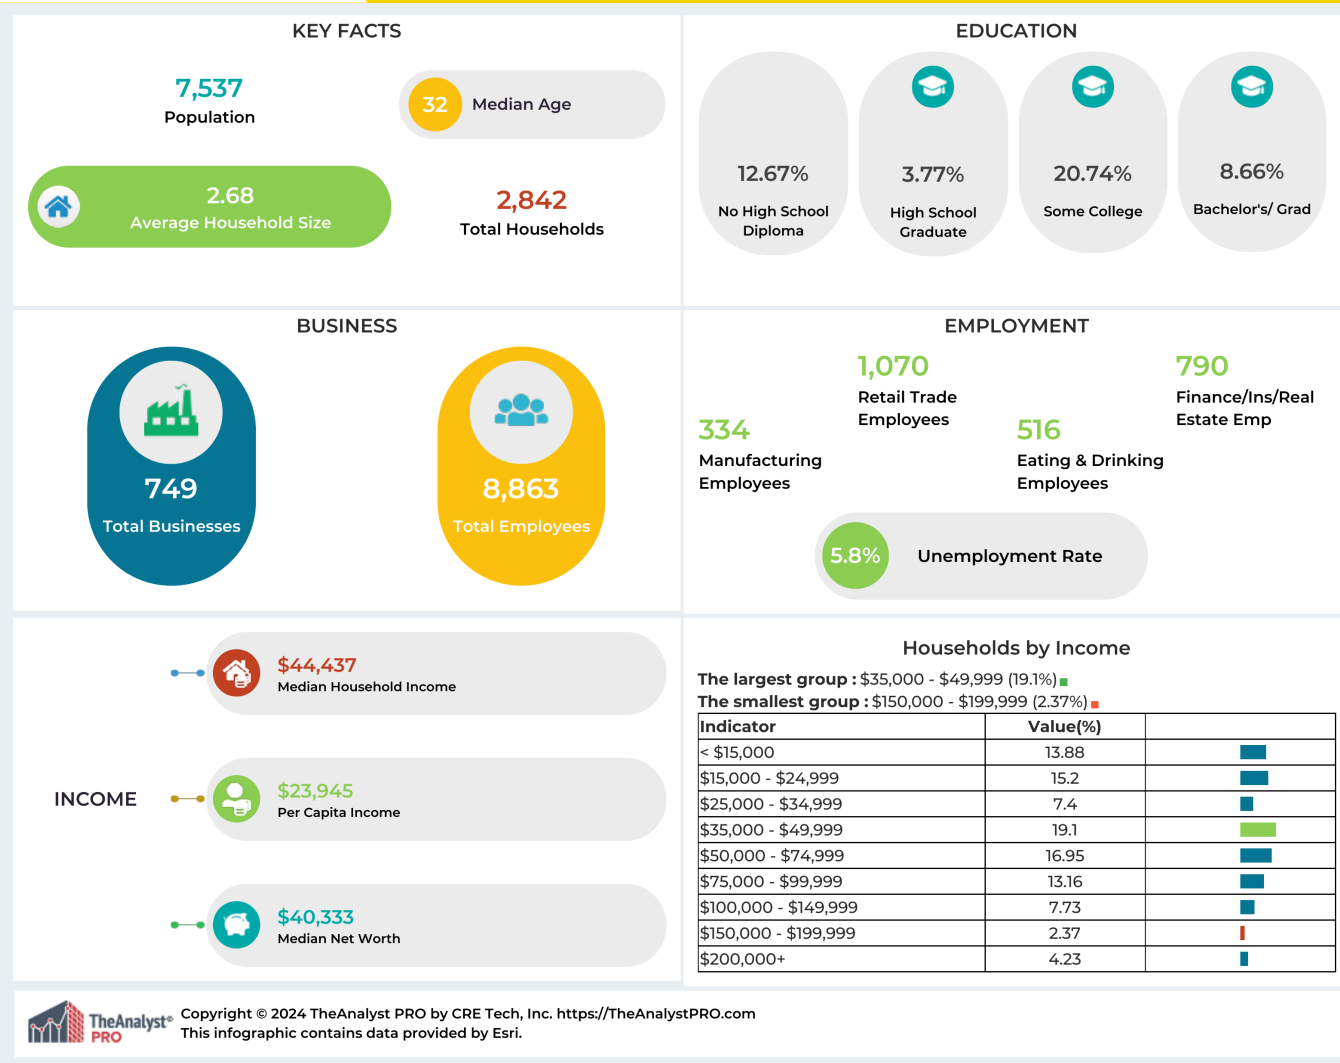 KEY FACTS
7,537
Population
32 Median Age
2.68
Average Household Size
2,842
Total Households
EDUCATION
12.67%
No High School
Diploma
3.77%
High School
Graduate
20.74%
Some College
8.66%
Bachelor's/ Grad
BUSINESS
749
Total Businesses
8,863
Total Employees
EMPLOYMENT
334
Manufacturing
Employees
1,070
Retail Trade
Employees
516
Eating & Drinking
Employees
790
Finance/Ins/Real
Estate Emp
5.8% Unemployment Rate
INCOME
$44,437
Median Household Income
$23,945
Per Capita Income
$40,333
Median Net Worth
Households by Income
The largest group : $35,000 - $49,999 (19.1%)
The smallest group : $150,000 - $199,999 (2.37%)
Indicator Value(%)
< $15,000 13.88
$15,000 - $24,999 15.2
$25,000 - $34,999 7.4
$35,000 - $49,999 19.1
$50,000 - $74,999 16.95
$75,000 - $99,999 13.16
$100,000 - $149,999 7.73
$150,000 - $199,999 2.37
$200,000+ 4.23
TheAnalyst®
PRO
Copyright © 2024 TheAnalyst PRO by CRE Tech, Inc. https://TheAnalystPRO.com
This infographic contains data provided by Esri.